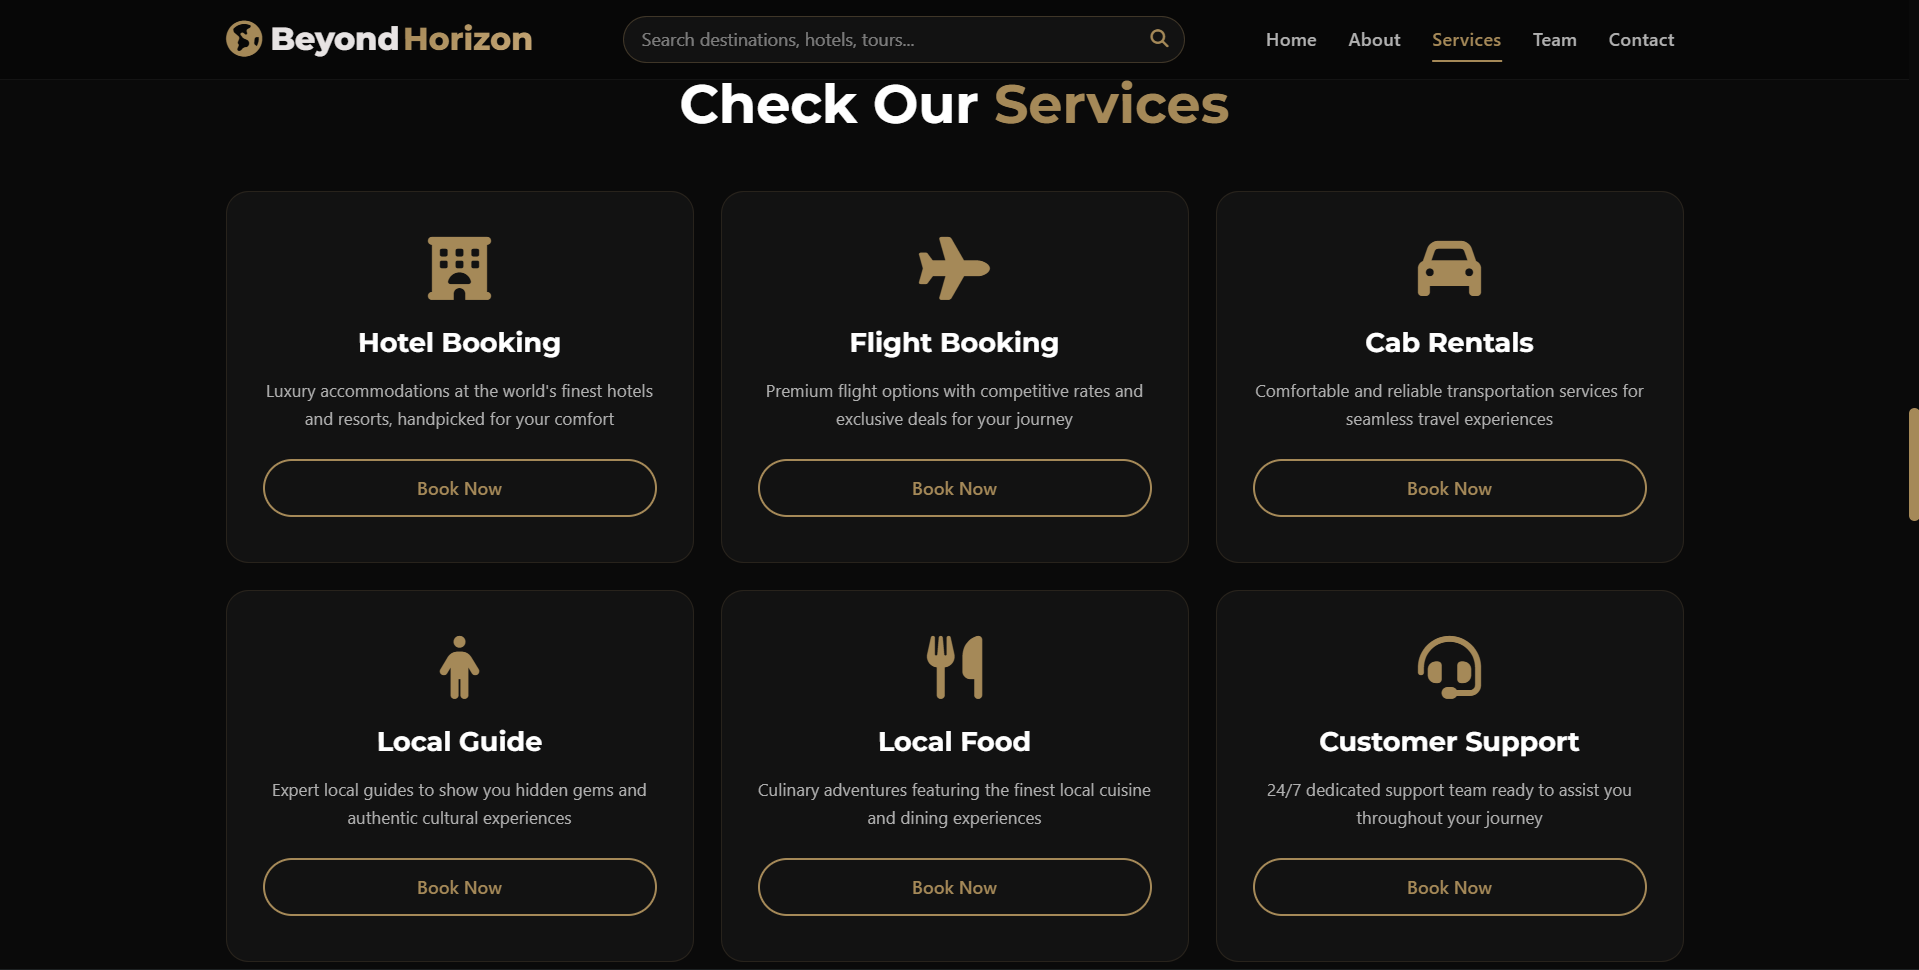 BeyondHorizon
Search destinations, hotels, tours...
Home
About
Services
Team
Contact
Check Our Services
Hotel Booking
Luxury accommodations at the world's finest hotels
and resorts, handpicked for your comfort
Book Now
Flight Booking
Premium flight options with competitive rates and
exclusive deals for your journey
Book Now
Cab Rentals
Comfortable and reliable transportation services for
seamless travel experiences
Book Now
Local Guide
Expert local guides to show you hidden gems and
authentic cultural experiences
Book Now
Local Food
Culinary adventures featuring the finest local cuisine
and dining experiences
Book Now
Customer Support
24/7 dedicated support team ready to assist you
throughout your journey
Book Now